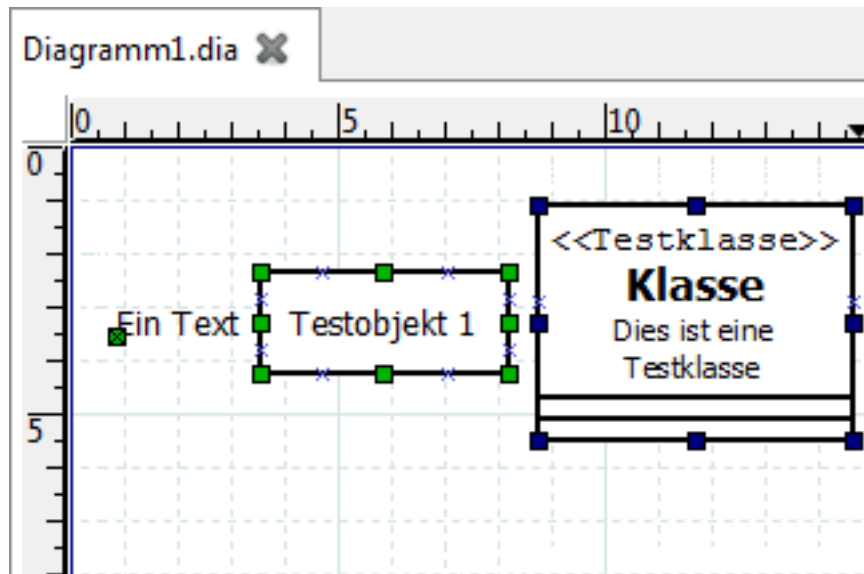 Diagramm1.dia
0 5 10
0
<<Testklasse>>
Klasse
Ein Text Testobjekt 1 Dies ist eine
Testklasse
5